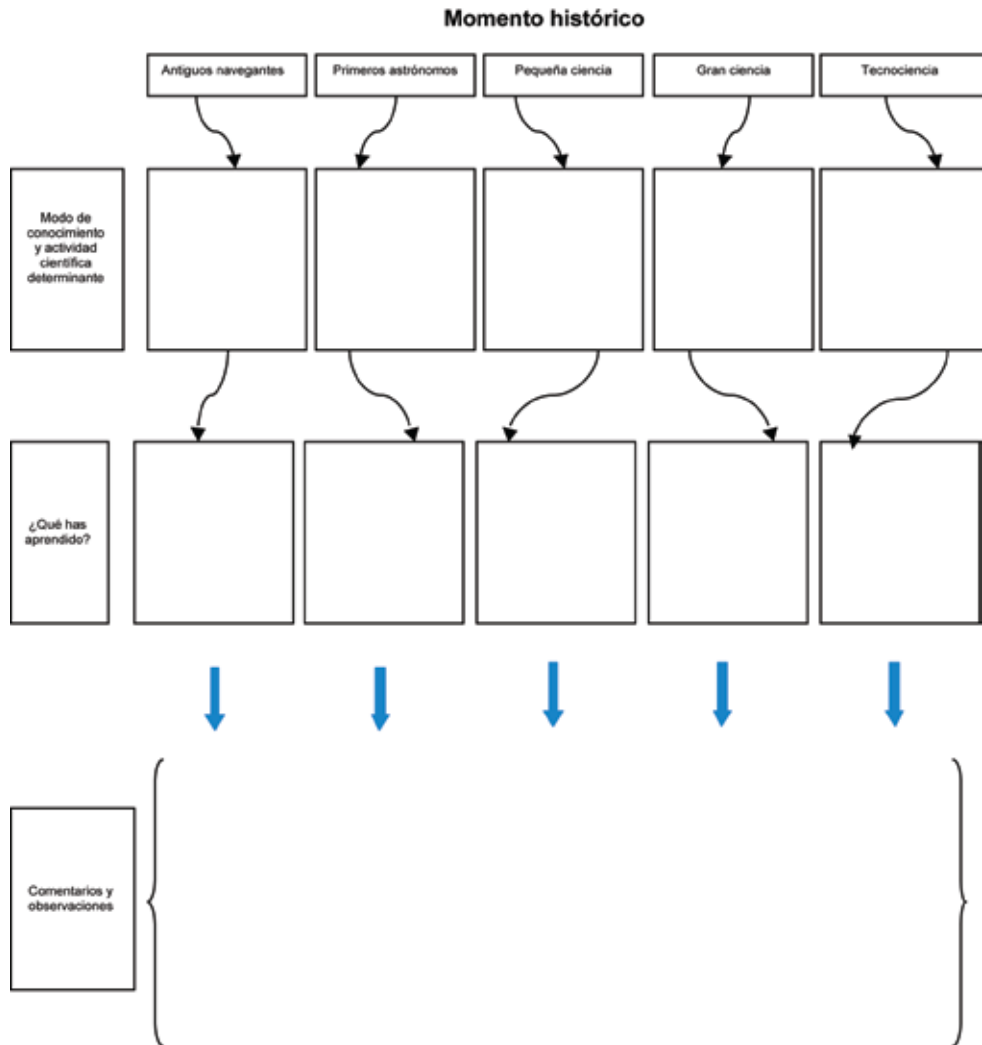 Momento histórico
Antiguos navegantes
Primeros astrónomos
Pequeña ciencia
Gran ciencia
Tecnociencia
Modo de
conocimiento
y actividad
científica
determinante
¿Qué has
aprendido?
Comentarios y
observaciones